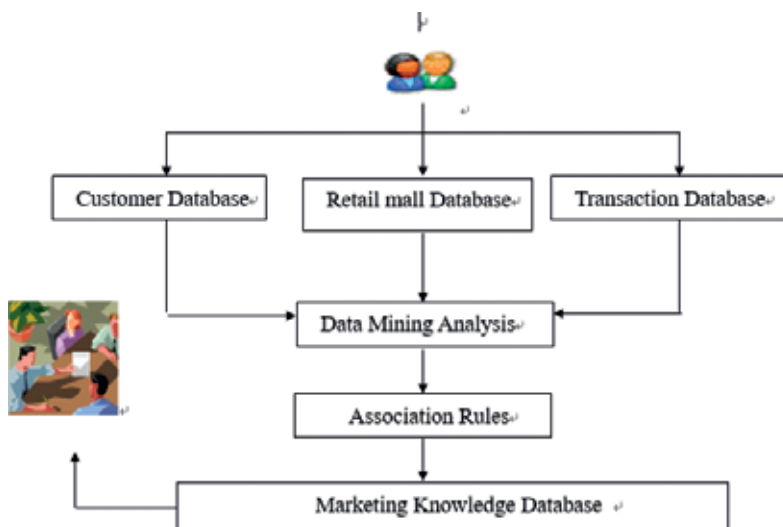 Customer Database
Retail mall Database
Transaction Database
Data Mining Analysis
Association Rules
Marketing Knowledge Database